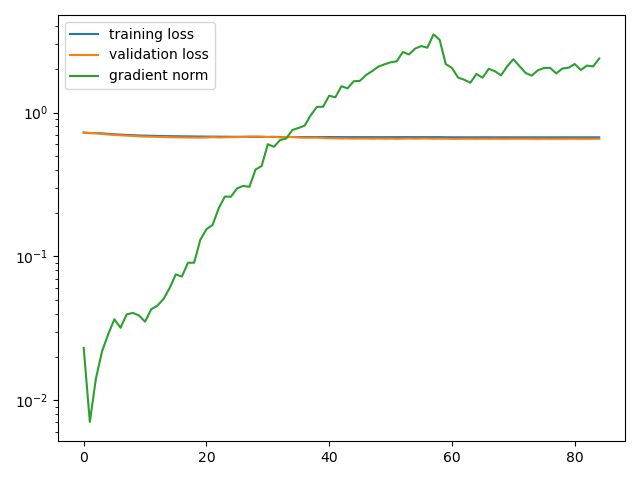 training loss
validation loss
gradient norm
10⁰
10⁻¹
10⁻²
0 20 40 60 80